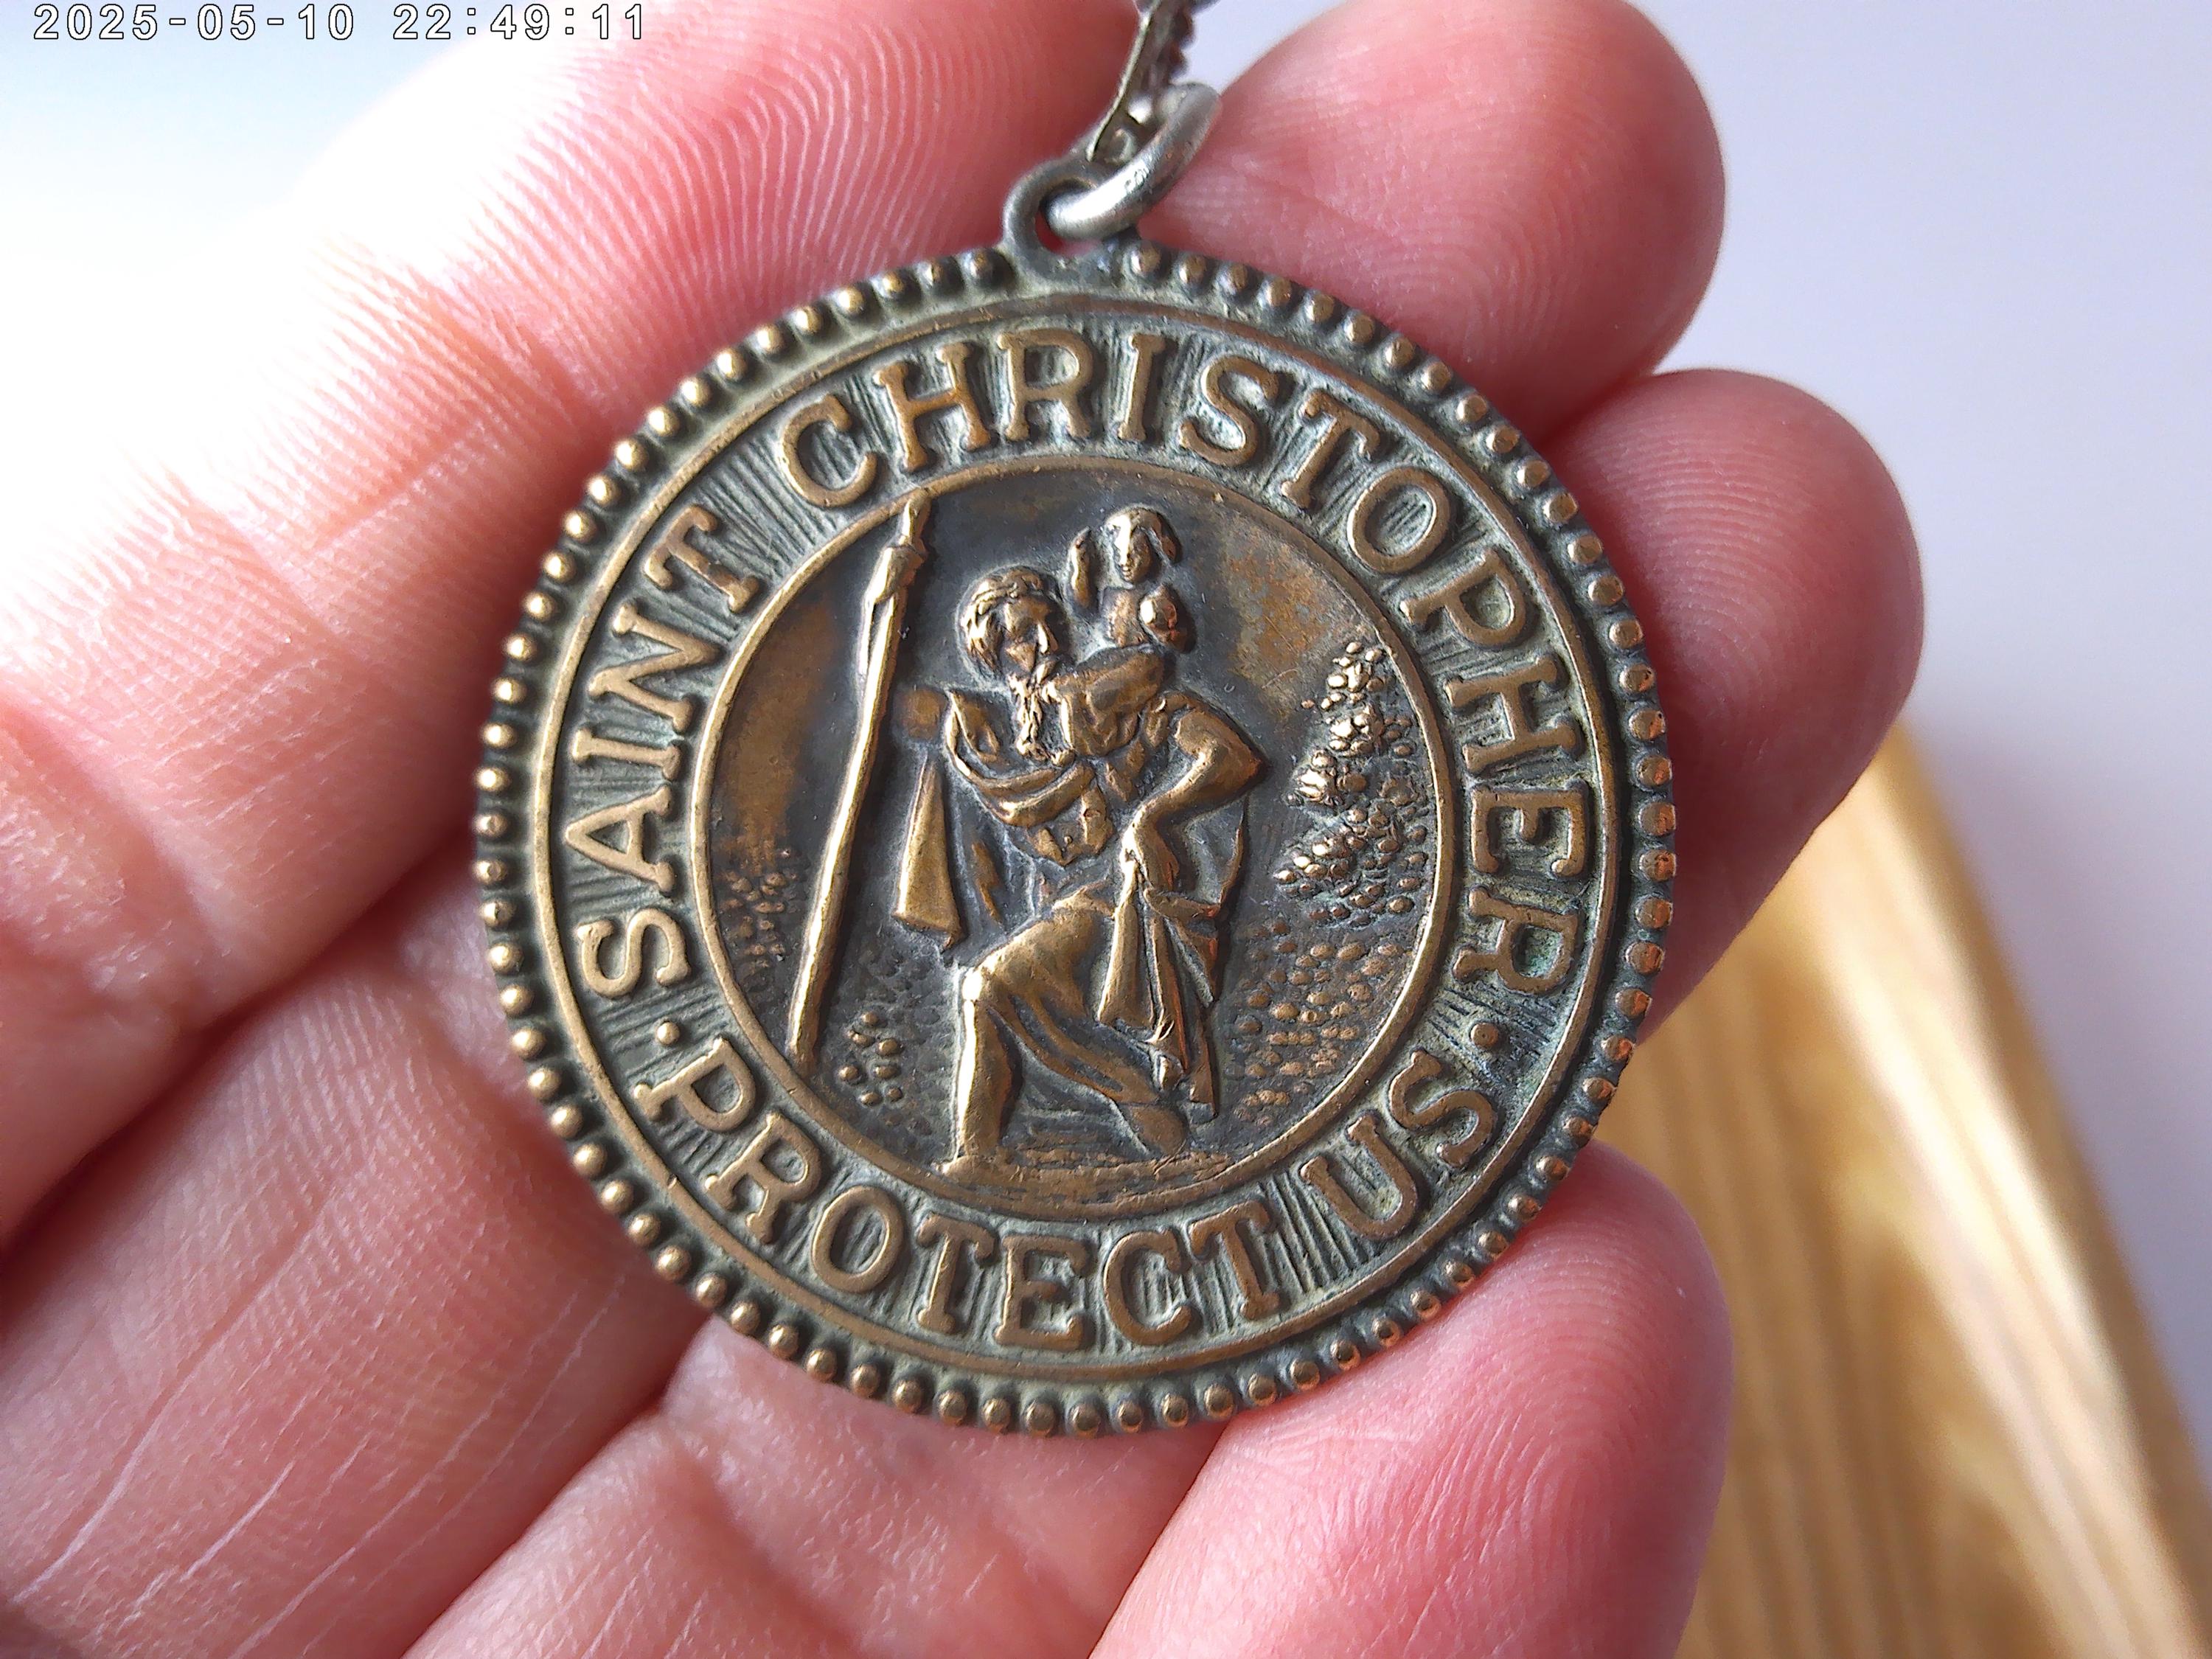 2025-05-10 22:49:11
SAINT CHRISTOPHER
· PROTECT US ·